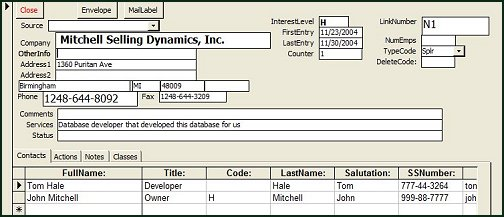 Close Envelope MailLabel
Source InterestLevel H LinkNumber N1
FirstEntry 11/23/2004
Company Mitchell Selling Dynamics, Inc. LastEntry 11/30/2004 NumEmps
OtherInfo Counter 1 TypeCode Splr
Address1 1360 Puritan Ave DeleteCode:
Address2
Birmingham MI 48009
Phone 1248-644-8092 Fax 1248-644-3209
Comments
Services Database developer that developed this database for us
Status
Contacts Actions Notes Classes
FullName: Title: Code: LastName: Salutation: SSNumber:
Tom Hale Developer Hale Tom 777-44-3264 ton
John Mitchell Owner H Mitchell John 999-88-7777 joh